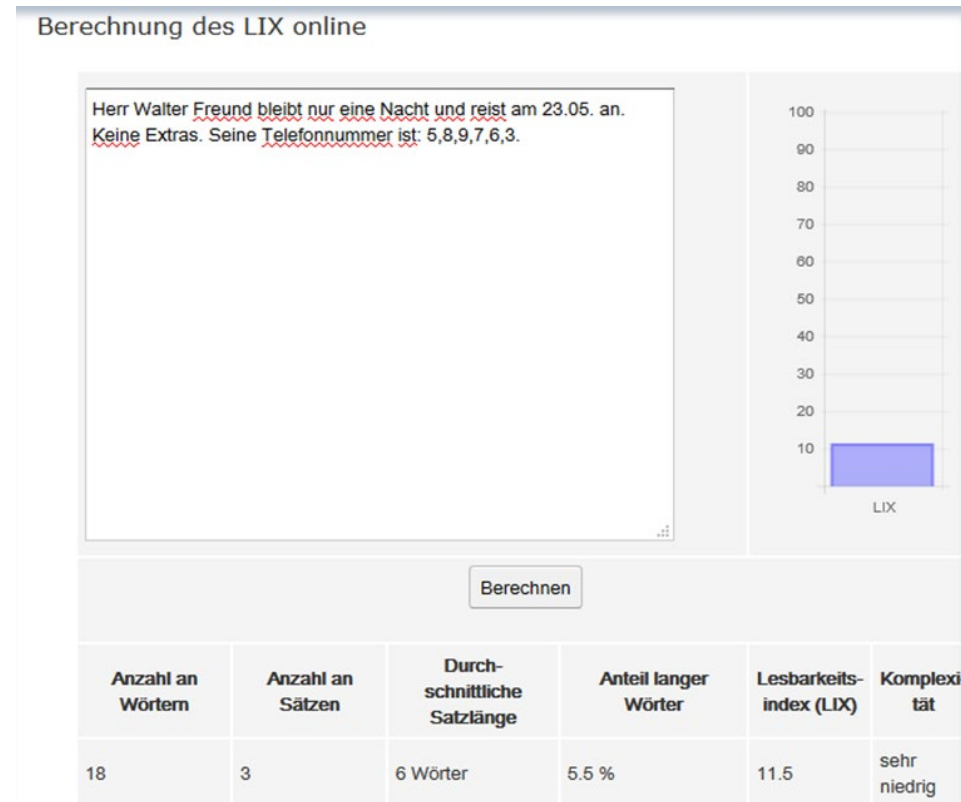 Berechnung des LIX online
Herr Walter Freund bleibt nur eine Nacht und reist am 23.05. an.
Keine Extras. Seine Telefonnummer ist: 5,8,9,7,6,3.
100
90
80
70
60
50
40
30
20
10
LIX
Berechnen
Anzahl an
Wörtern
Anzahl an
Sätzen
Durch-
schnittliche
Satzlänge
Anteil langer
Wörter
Lesbarkeits-
index (LIX)
Komplexi-
tät
18
3
6 Wörter
5.5 %
11.5
sehr
niedrig